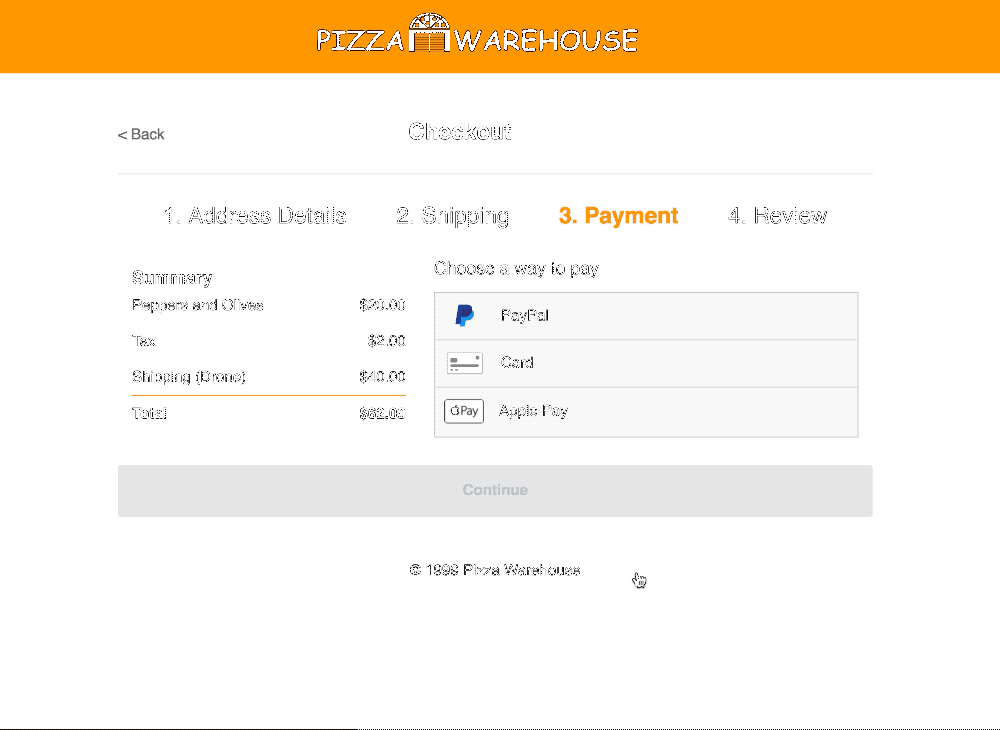 PIZZA WAREHOUSE
< Back
Checkout
1. Address Details 2. Shipping 3. Payment 4. Review
Summary
Peppers and Olives $20.00
Tax $2.00
Shipping (Drone) $40.00
Total $62.00
Choose a way to pay
PayPal
Card
Pay Apple Pay
Continue
© 1999 Pizza Warehouse